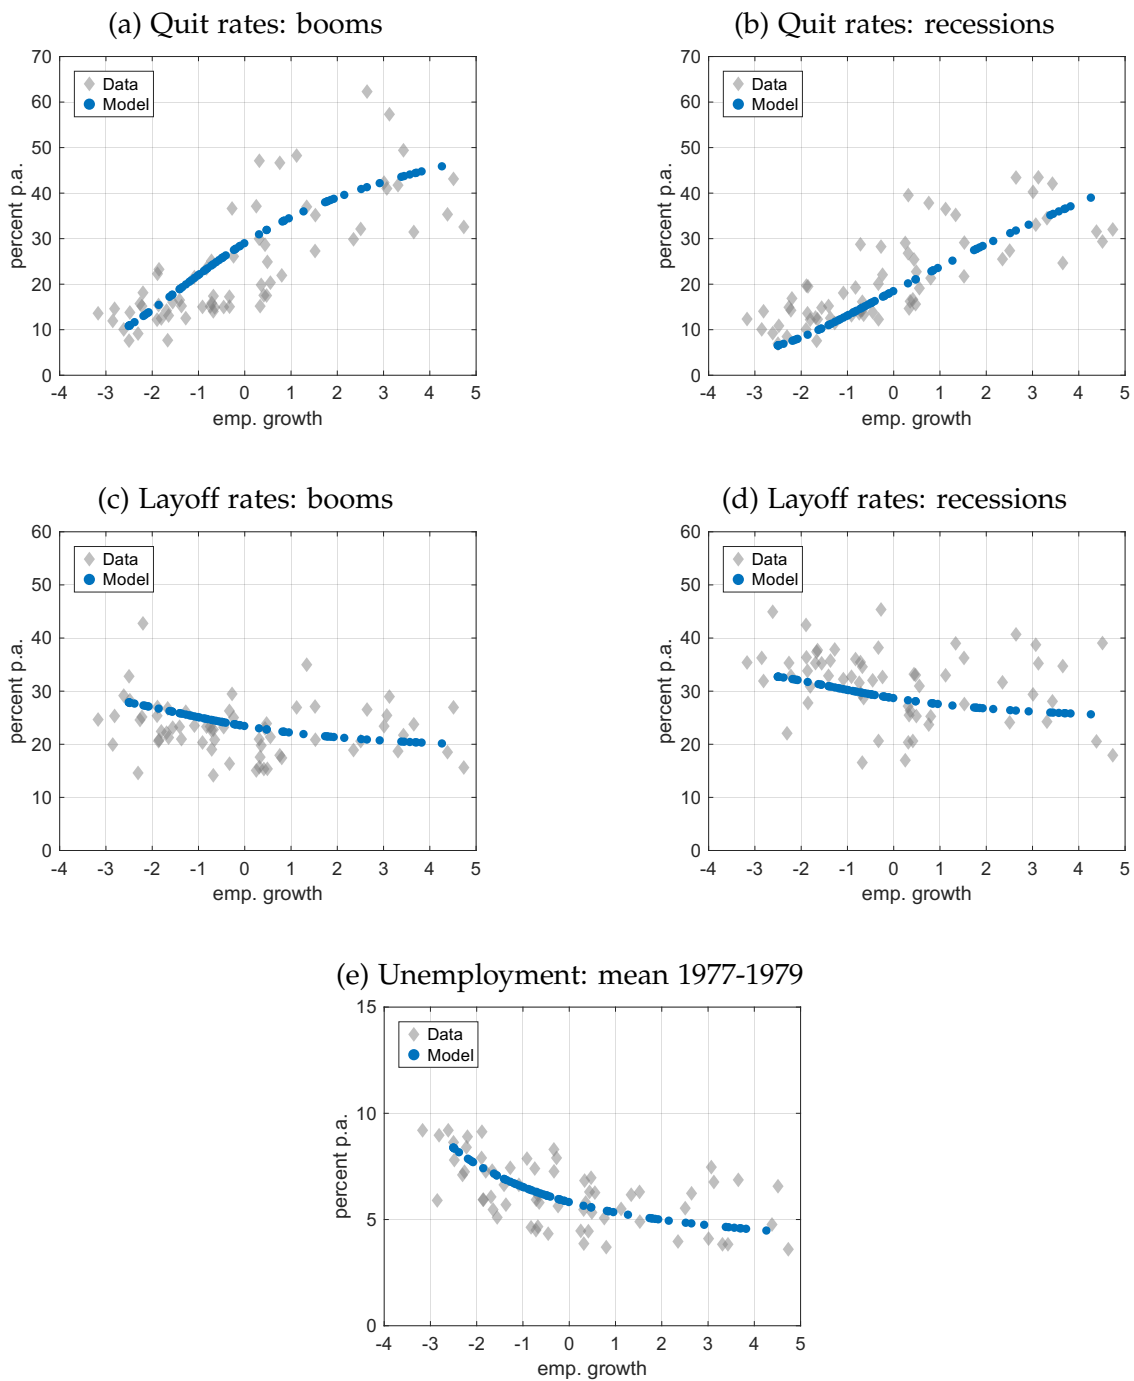 (a) Quit rates: booms
70
60
50
40
30
20
10
0
-4 -3 -2 -1 0 1 2 3 4 5
percent p.a.
emp. growth
Data
Model
(b) Quit rates: recessions
70
60
50
40
30
20
10
0
-4 -3 -2 -1 0 1 2 3 4 5
percent p.a.
emp. growth
Data
Model
(c) Layoff rates: booms
60
50
40
30
20
10
0
-4 -3 -2 -1 0 1 2 3 4 5
percent p.a.
emp. growth
Data
Model
(d) Layoff rates: recessions
60
50
40
30
20
10
0
-4 -3 -2 -1 0 1 2 3 4 5
percent p.a.
emp. growth
Data
Model
(e) Unemployment: mean 1977-1979
15
10
5
0
-4 -3 -2 -1 0 1 2 3 4 5
percent p.a.
emp. growth
Data
Model